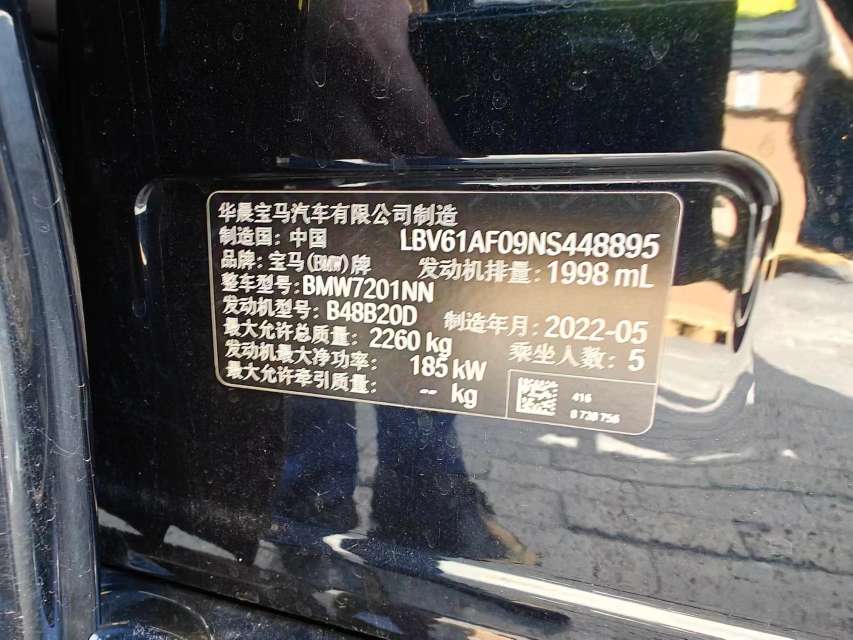 华晨宝马汽车有限公司制造
制造国: 中国 LBV61AF09NS448895
品牌: 宝马(BMW)牌 发动机排量: 1998 mL
整车型号: BMW7201NN
发动机型号: B48B20D 制造年月: 2022-05
最大允许总质量: 2260 kg 乘坐人数: 5
发动机最大净功率: 185 kW
最大允许牵引质量: -- kg
416
8 738 756